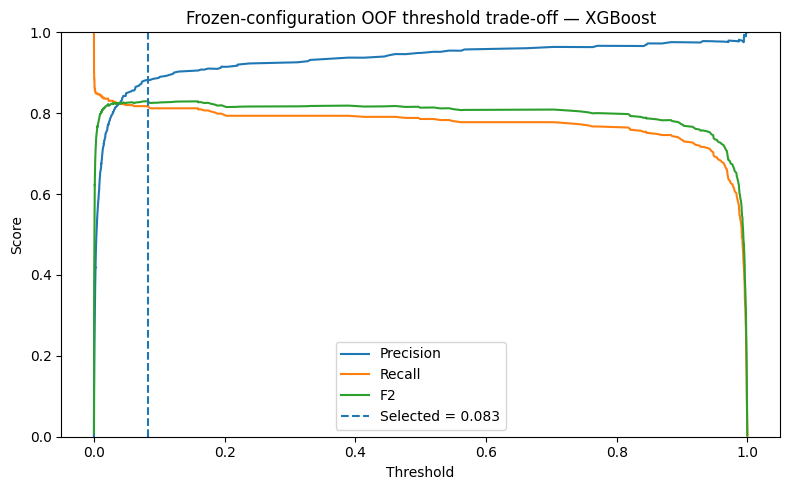 Frozen-configuration OOF threshold trade-off — XGBoost
1.0
0.8
0.6
0.4
0.2
0.0
Score
Precision
Recall
F2
Selected = 0.083
0.0 0.2 0.4 0.6 0.8 1.0
Threshold